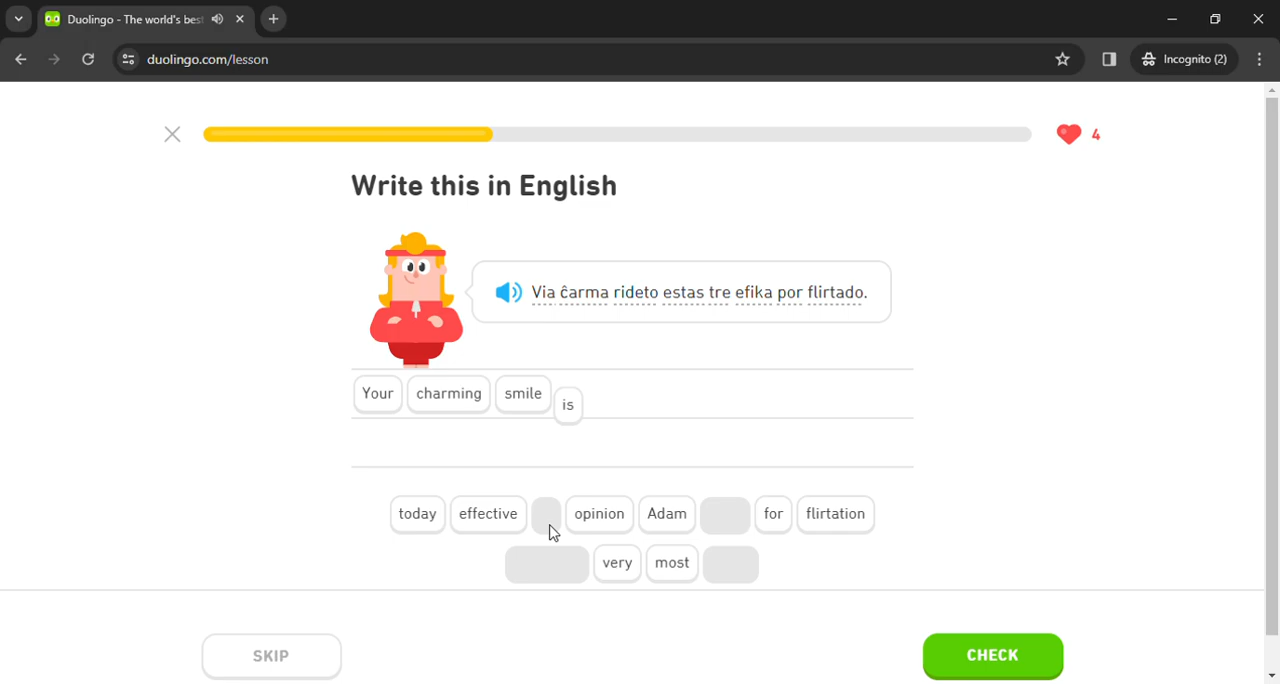 Duolingo - The world's bes
duolingo.com/lesson
Incognito (2)
4
Write this in English
Via ĉarma rideto estas tre efika por flirtado.
Your charming smile is
today effective opinion Adam for flirtation
very most
SKIP
CHECK